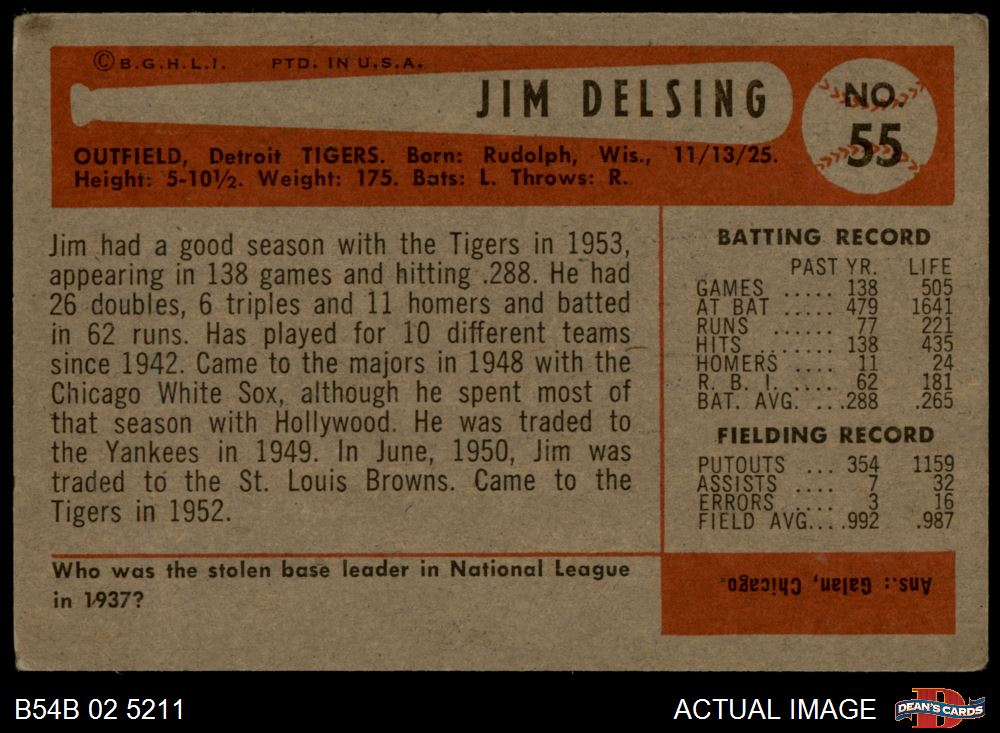 © B.G.H.L.I. PTD. IN U.S.A.
JIM DELSING
NO.
55
OUTFIELD, Detroit TIGERS. Born: Rudolph, Wis., 11/13/25.
Height: 5-10½. Weight: 175. Bats: L. Throws: R.
Jim had a good season with the Tigers in 1953,
appearing in 138 games and hitting .288. He had
26 doubles, 6 triples and 11 homers and batted
in 62 runs. Has played for 10 different teams
since 1942. Came to the majors in 1948 with the
Chicago White Sox, although he spent most of
that season with Hollywood. He was traded to
the Yankees in 1949. In June, 1950, Jim was
traded to the St. Louis Browns. Came to the
Tigers in 1952.
BATTING RECORD
PAST YR. LIFE
GAMES ..... 138 505
AT BAT ..... 479 1641
RUNS ...... 77 221
HITS ........ 138 435
HOMERS .... 11 24
R. B. I. .... 62 181
BAT. AVG. ... .288 .265
FIELDING RECORD
PUTOUTS ... 354 1159
ASSISTS .... 7 32
ERRORS .... 3 16
FIELD AVG.... .992 .987
Who was the stolen base leader in National League
in 1937?
Ans.: Galan, Chicago.
B54B 02 5211
ACTUAL IMAGE
DEAN'S CARDS